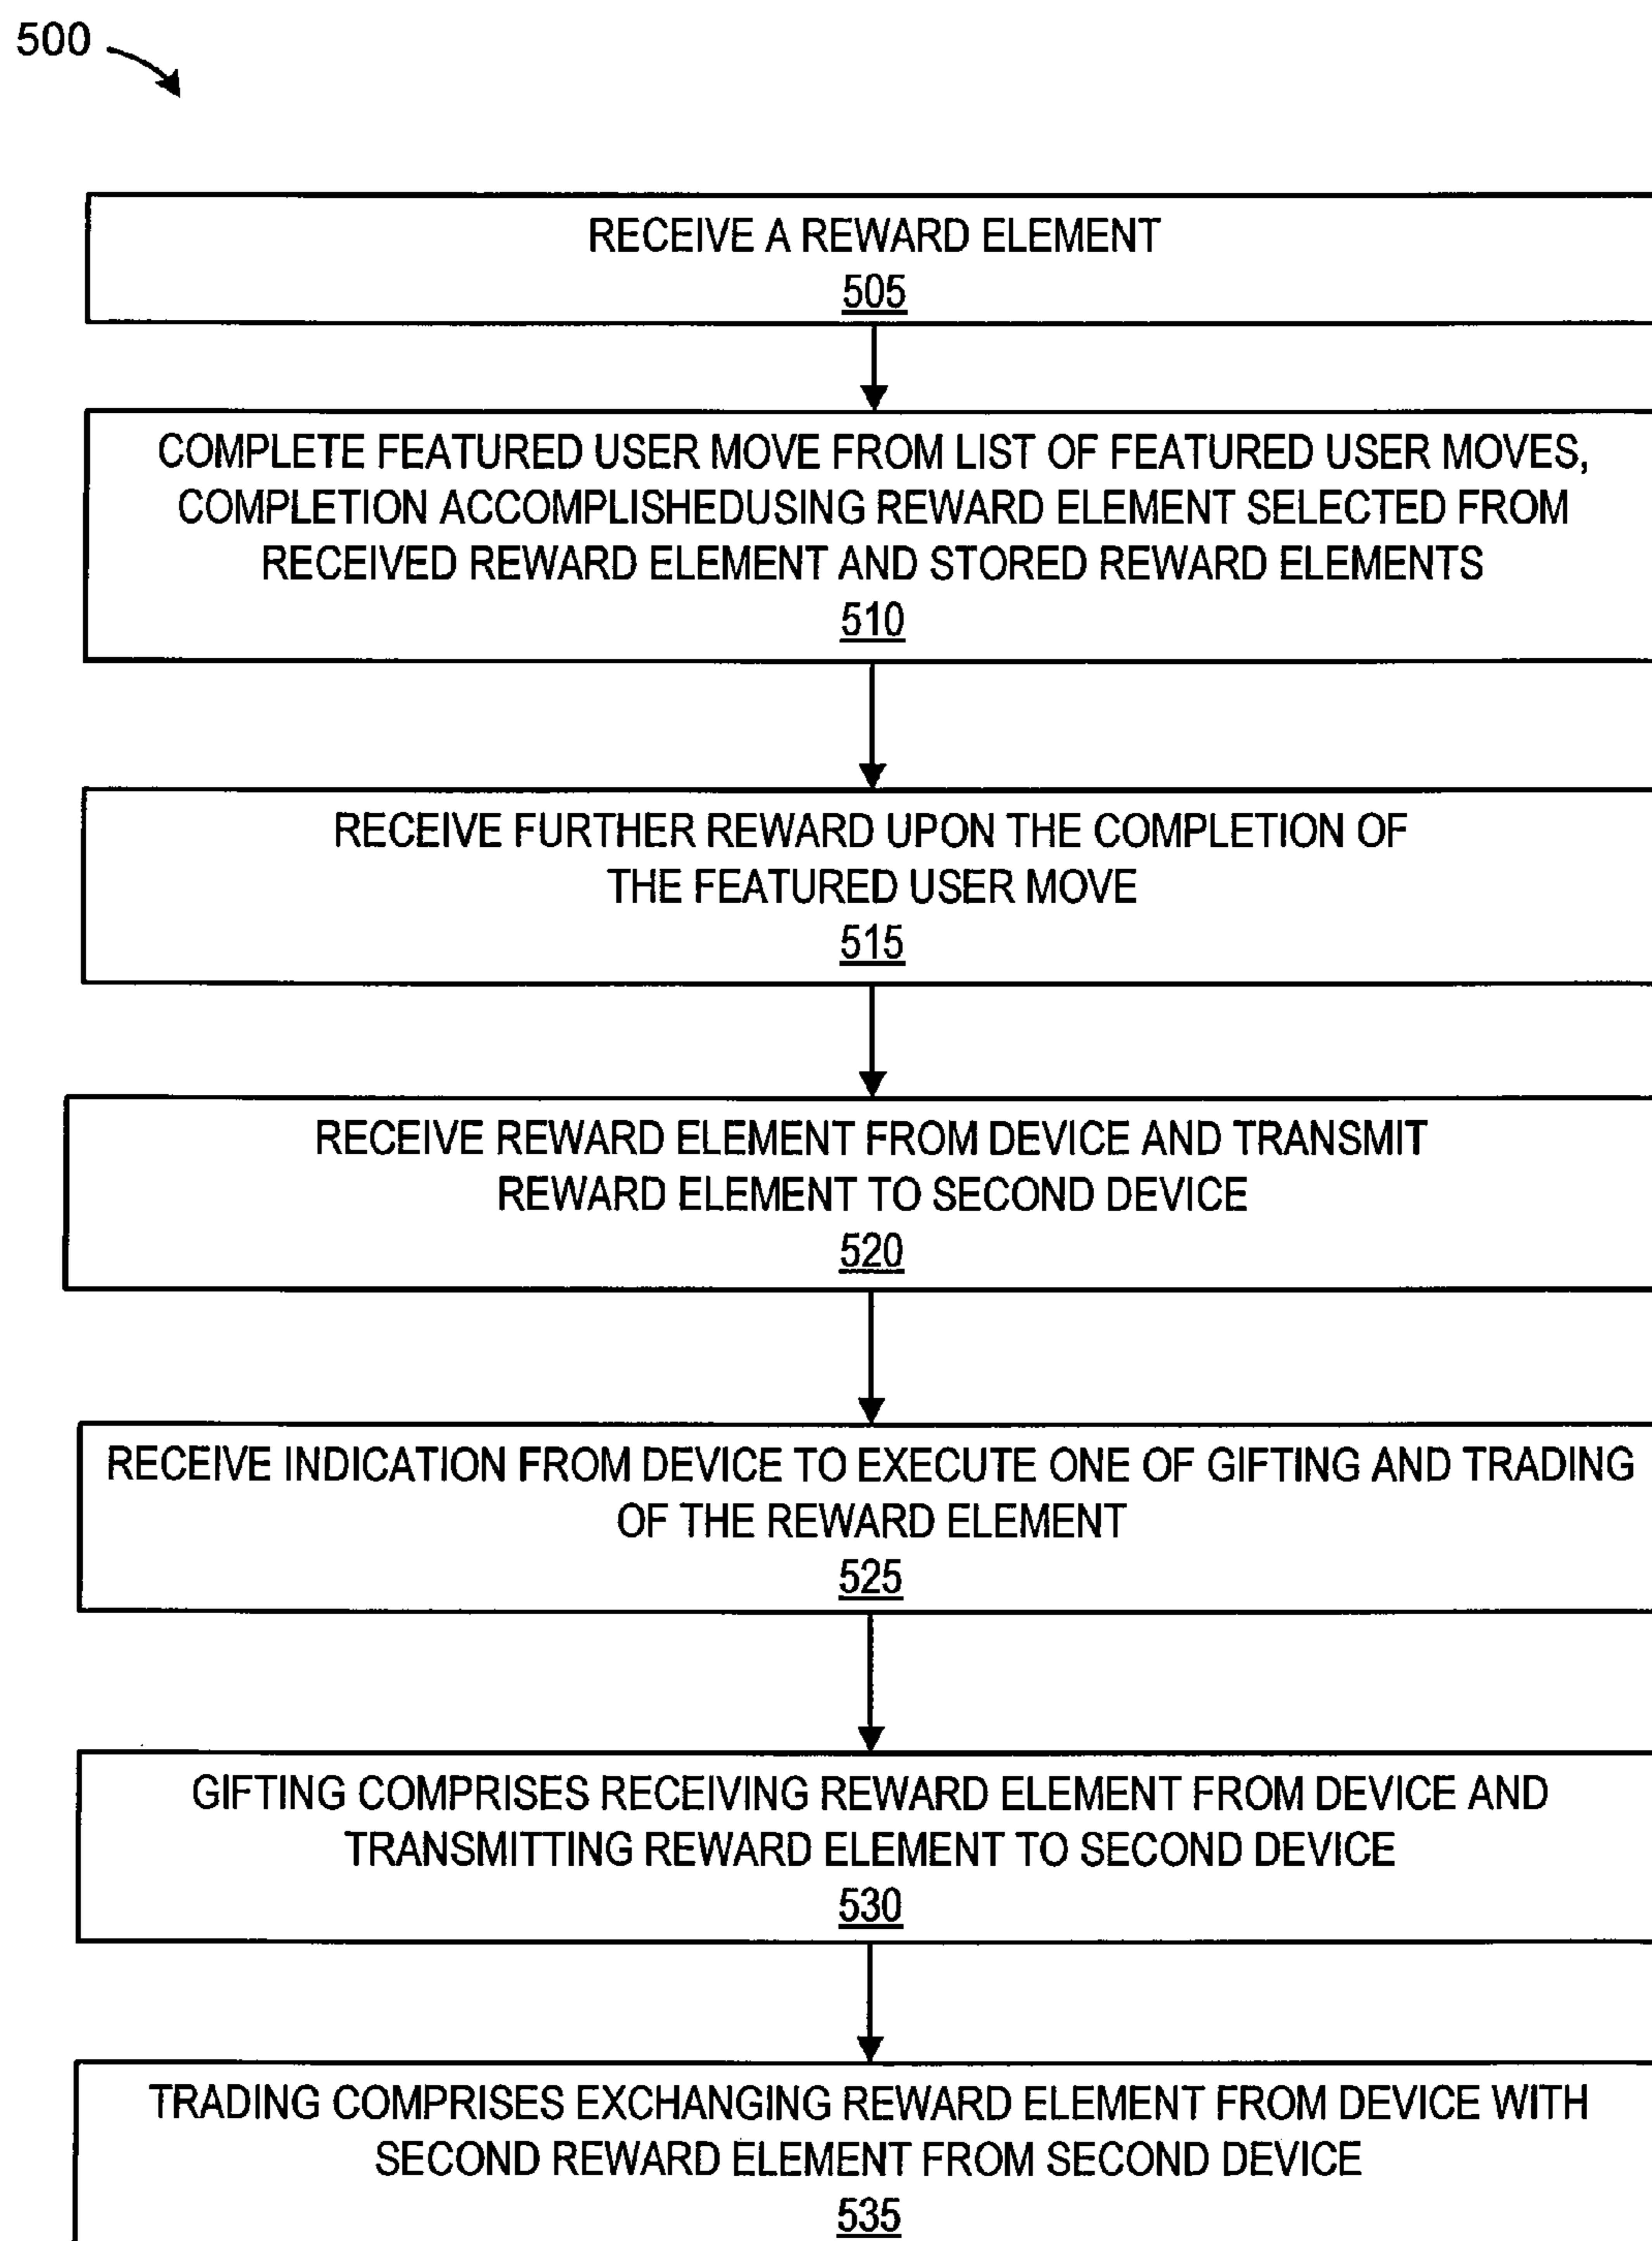 500
RECEIVE A REWARD ELEMENT
505
COMPLETE FEATURED USER MOVE FROM LIST OF FEATURED USER MOVES,
COMPLETION ACCOMPLISHEDUSING REWARD ELEMENT SELECTED FROM
RECEIVED REWARD ELEMENT AND STORED REWARD ELEMENTS
510
RECEIVE FURTHER REWARD UPON THE COMPLETION OF
THE FEATURED USER MOVE
515
RECEIVE REWARD ELEMENT FROM DEVICE AND TRANSMIT
REWARD ELEMENT TO SECOND DEVICE
520
RECEIVE INDICATION FROM DEVICE TO EXECUTE ONE OF GIFTING AND TRADING
OF THE REWARD ELEMENT
525
GIFTING COMPRISES RECEIVING REWARD ELEMENT FROM DEVICE AND
TRANSMITTING REWARD ELEMENT TO SECOND DEVICE
530
TRADING COMPRISES EXCHANGING REWARD ELEMENT FROM DEVICE WITH
SECOND REWARD ELEMENT FROM SECOND DEVICE
535